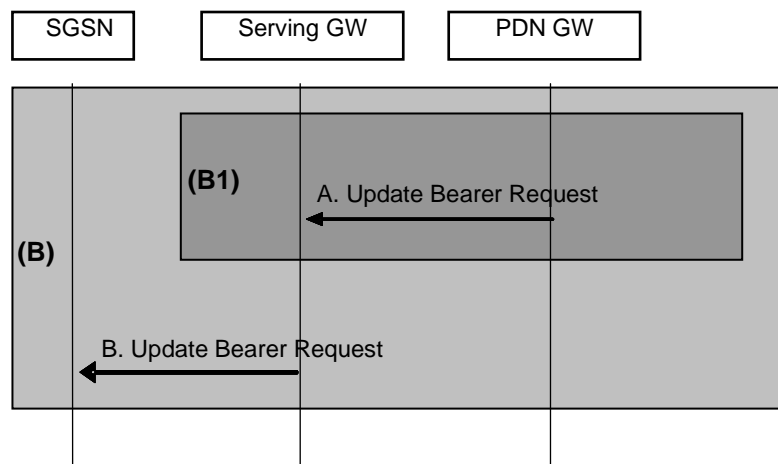 SGSN
Serving GW
PDN GW
(B1)
A. Update Bearer Request
(B)
B. Update Bearer Request